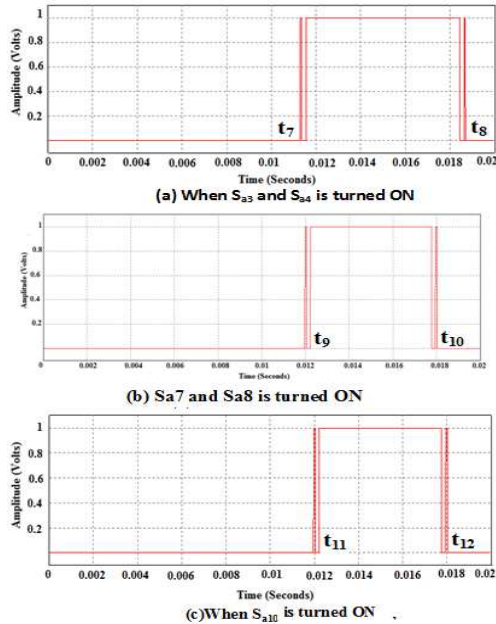 1
0.8
0.6
0.4
0.2
Amplitude (Volts)
t7 t8
0 0.002 0.004 0.006 0.008 0.01 0.012 0.014 0.016 0.018 0.02
Time (Seconds)
(a) When Sa3 and Sa4 is turned ON
1
0.8
0.6
0.4
0.2
Amplitude (Volts)
t9 t10
0 0.002 0.004 0.006 0.008 0.01 0.012 0.014 0.016 0.018 0.02
Time (Seconds)
(b) Sa7 and Sa8 is turned ON
1
0.8
0.6
0.4
0.2
Amplitude (Volts)
t11 t12
0 0.002 0.004 0.006 0.008 0.01 0.012 0.014 0.016 0.018 0.02
Time (Seconds)
(c)When Sa10 is turned ON